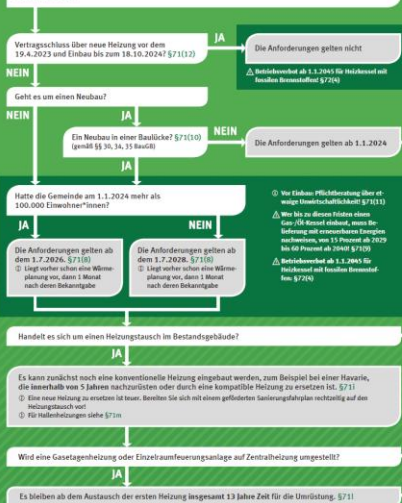 Vertragsschluss über neue Heizung vor dem
19.4.2023 und Einbau bis zum 18.10.2024? §71(12)
JA
Die Anforderungen gelten nicht
⚠ Betriebsverbot ab 1.1.2045 für Heizkessel mit
fossilen Brennstoffen! §72(4)
NEIN
Geht es um einen Neubau?
NEIN
JA
Ein Neubau in einer Baulücke? §71(10)
(gemäß §§ 30, 34, 35 BauGB)
NEIN
Die Anforderungen gelten ab 1.1.2024
JA
Hatte die Gemeinde am 1.1.2024 mehr als
100.000 Einwohner*innen?
JA
NEIN
Die Anforderungen gelten ab
dem 1.7.2026. §71(8)
① Liegt vorher schon eine Wärme-
planung vor, dann 1 Monat
nach deren Bekanntgabe
Die Anforderungen gelten ab
dem 1.7.2028. §71(8)
① Liegt vorher schon eine Wärme-
planung vor, dann 1 Monat
nach deren Bekanntgabe
① Vor Einbau: Pflichtberatung über et-
waige Unwirtschaftlichkeit! §71(11)
⚠ Wer bis zu diesen Fristen einen
Gas-/Öl-Kessel einbaut, muss Be-
lieferung mit erneuerbaren Energien
nachweisen, von 15 Prozent ab 2029
bis 60 Prozent ab 2040! §71(9)
⚠ Betriebsverbot ab 1.1.2045 für
Heizkessel mit fossilen Brennstof-
fen: §72(4)
Handelt es sich um einen Heizungstausch im Bestandsgebäude?
JA
Es kann zunächst noch eine konventionelle Heizung eingebaut werden, zum Beispiel bei einer Havarie,
die innerhalb von 5 Jahren nachzurüsten oder durch eine kompatible Heizung zu ersetzen ist. §71i
① Eine neue Heizung zu ersetzen ist teuer. Bereiten Sie sich mit einem geförderten Sanierungsfahrplan rechtzeitig auf den
Heizungstausch vor!
① Für Hallenheizungen siehe §71m
Wird eine Gasetagenheizung oder Einzelraumfeuerungsanlage auf Zentralheizung umgestellt?
JA
Es bleiben ab dem Austausch der ersten Heizung insgesamt 13 Jahre Zeit für die Umrüstung. §71l